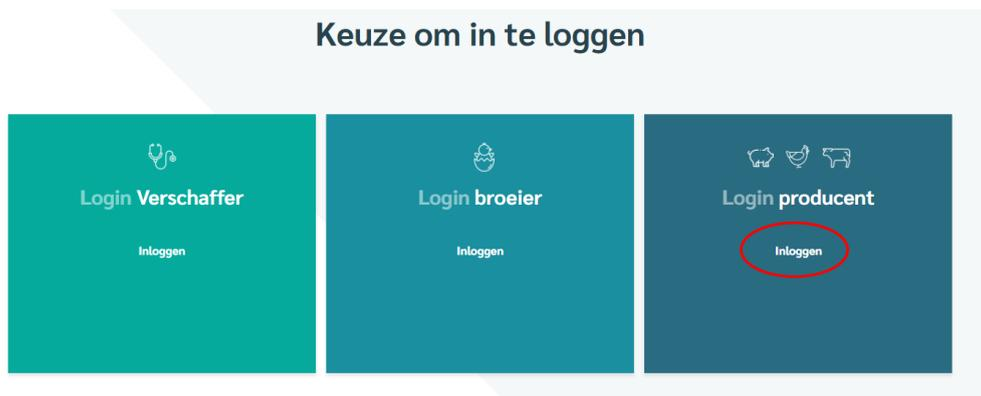 Keuze om in te loggen
Login Verschaffer
Inloggen
Login broeier
Inloggen
Login producent
Inloggen